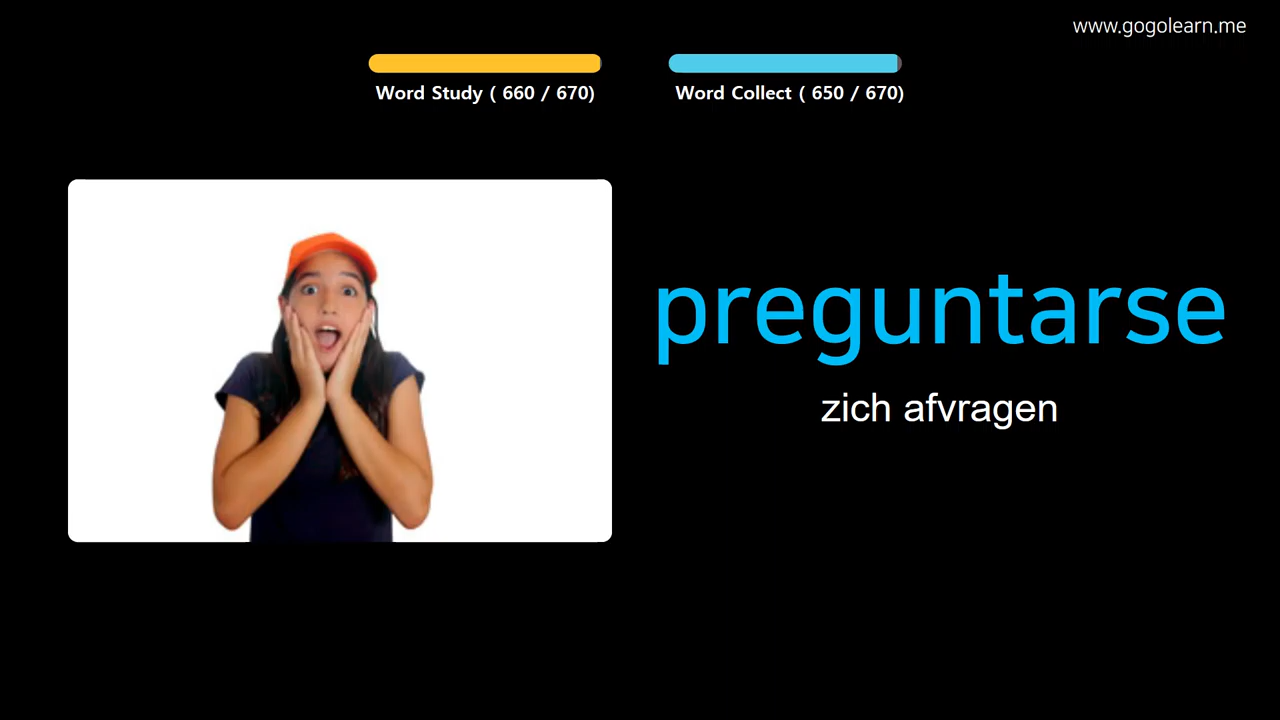 www.gogolearn.me
Word Study ( 660 / 670)
Word Collect ( 650 / 670)
preguntarse
zich afvragen